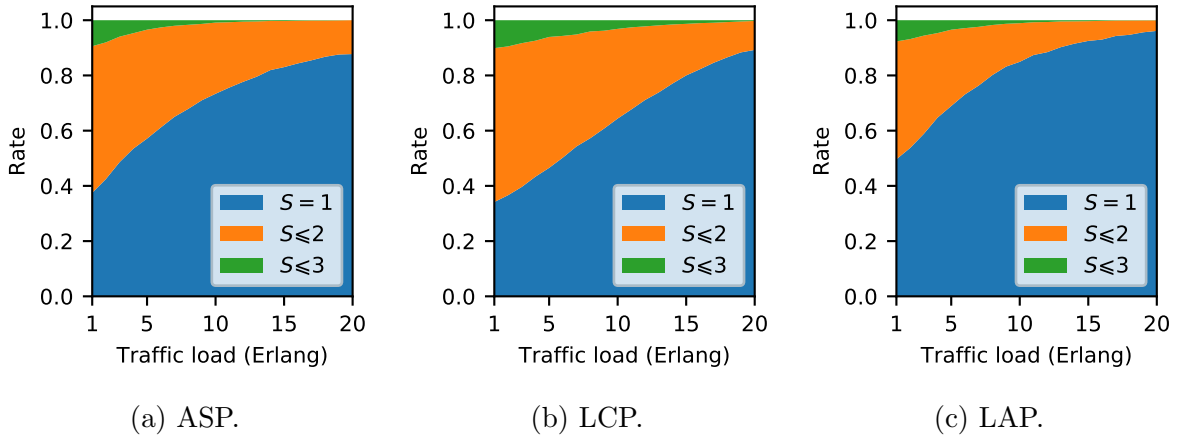 1.0
0.8
0.6
0.4
0.2
0.0
Rate
S = 1
S⩽2
S⩽3
1 5 10 15 20
Traffic load (Erlang)
(a) ASP.
1.0
0.8
0.6
0.4
0.2
0.0
Rate
S = 1
S⩽2
S⩽3
1 5 10 15 20
Traffic load (Erlang)
(b) LCP.
1.0
0.8
0.6
0.4
0.2
0.0
Rate
S = 1
S⩽2
S⩽3
1 5 10 15 20
Traffic load (Erlang)
(c) LAP.